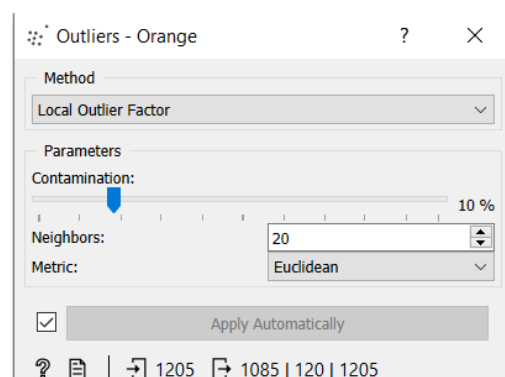 Outliers - Orange ? ×
Method
Local Outlier Factor
Parameters
Contamination:
10 %
Neighbors: 20
Metric: Euclidean
Apply Automatically
? 1205 1085 | 120 | 1205